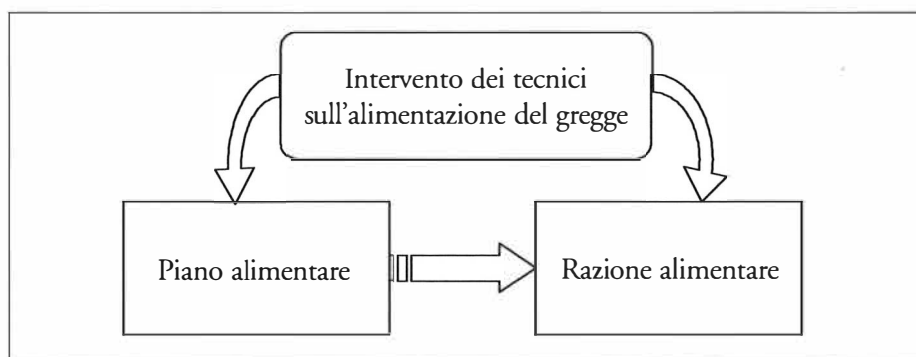 Intervento dei tecnici
sull'alimentazione del gregge
Piano alimentare
Razione alimentare